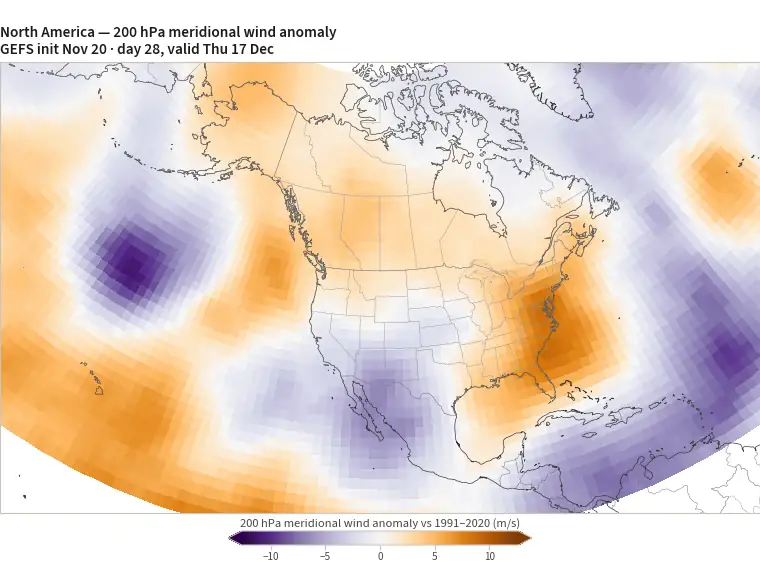 North America — 200 hPa meridional wind anomaly
GEFS init Nov 20 · day 28, valid Thu 17 Dec
200 hPa meridional wind anomaly vs 1991–2020 (m/s)
−10 −5 0 5 10